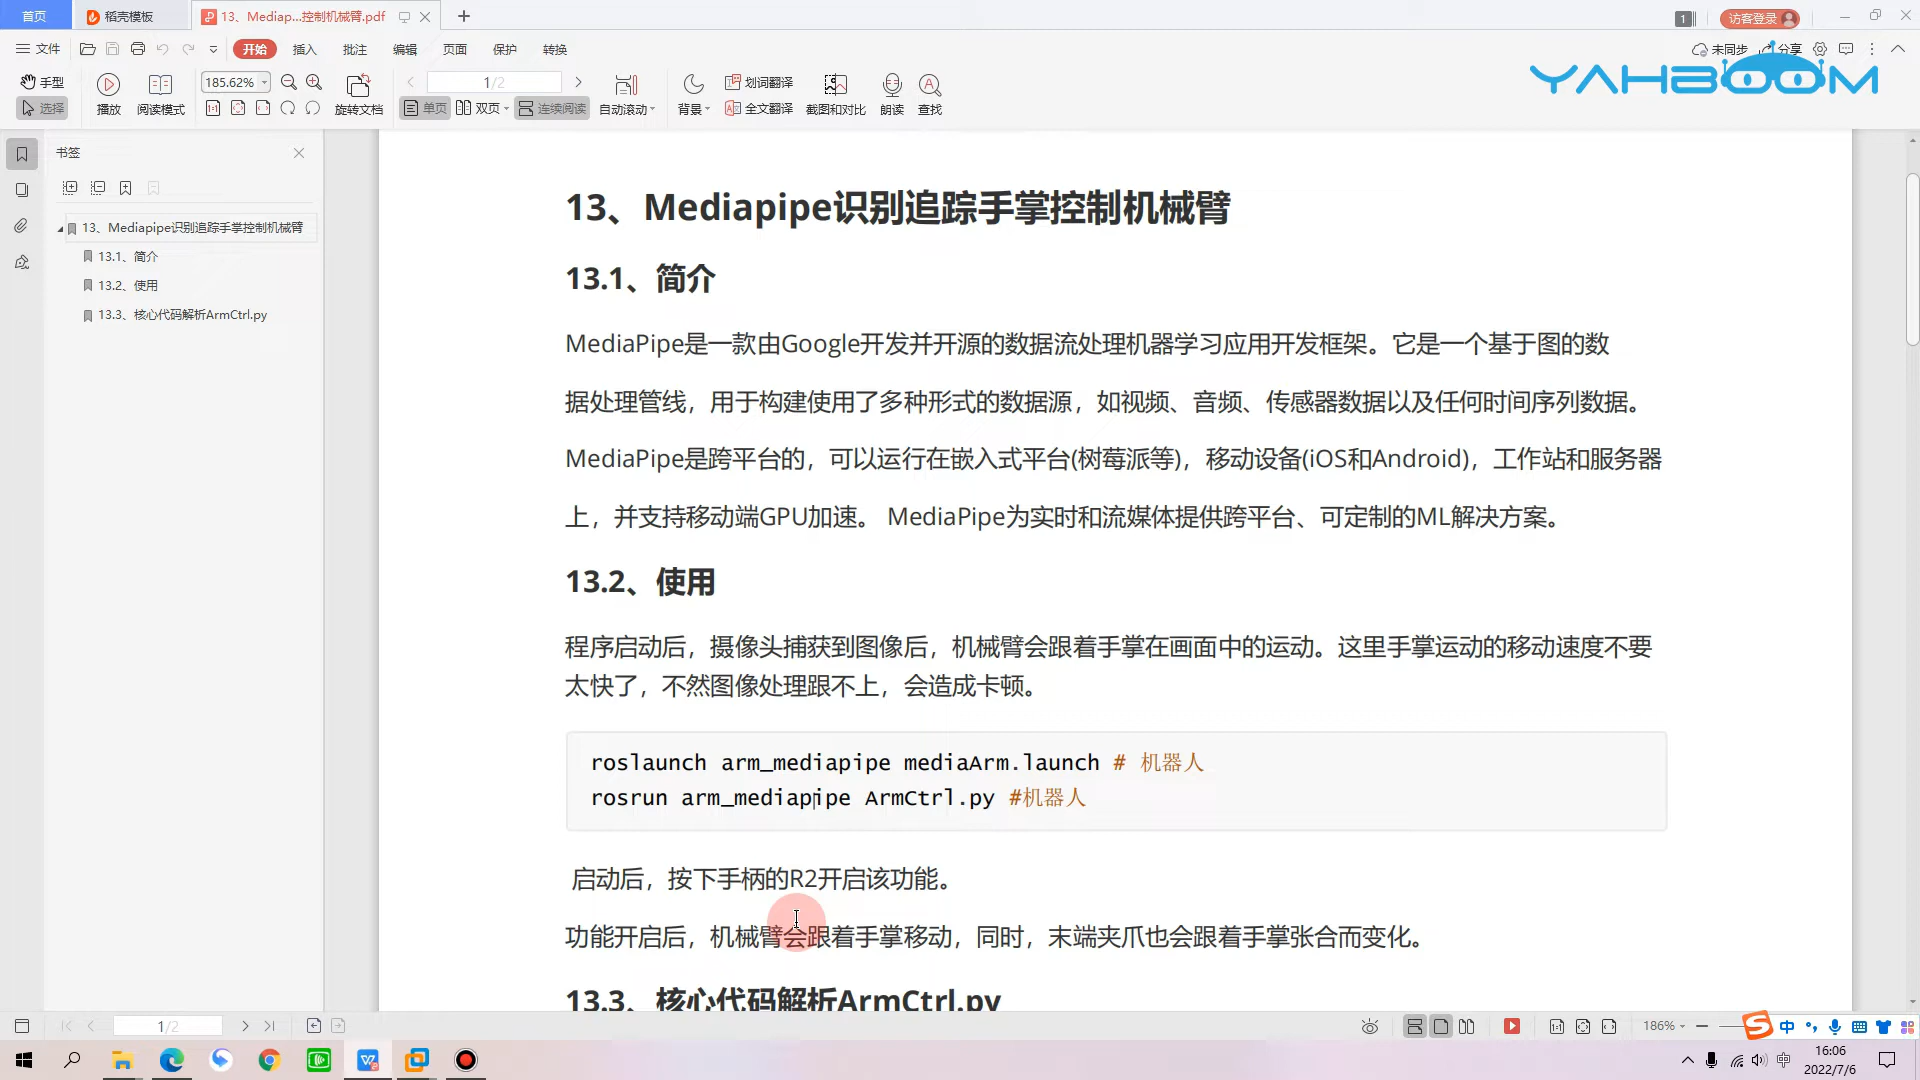 首页
稻壳模板
13、Mediap...控制机械臂.pdf
1
访客登录
文件
开始
插入
批注
编辑
页面
保护
转换
未同步
分享
YAHBOOM
手型
选择
播放
阅读模式
185.62%
旋转文档
1/2
单页
双页
连续阅读
自动滚动
背景
划词翻译
全文翻译
截图和对比
朗读
查找
书签
13、Mediapipe识别追踪手掌控制机械臂
13.1、简介
13.2、使用
13.3、核心代码解析ArmCtrl.py
13、Mediapipe识别追踪手掌控制机械臂
13.1、简介
MediaPipe是一款由Google开发并开源的数据流处理机器学习应用开发框架。它是一个基于图的数
据处理管线，用于构建使用了多种形式的数据源，如视频、音频、传感器数据以及任何时间序列数据。
MediaPipe是跨平台的，可以运行在嵌入式平台(树莓派等)，移动设备(iOS和Android)，工作站和服务器
上，并支持移动端GPU加速。 MediaPipe为实时和流媒体提供跨平台、可定制的ML解决方案。
13.2、使用
程序启动后，摄像头捕获到图像后，机械臂会跟着手掌在画面中的运动。这里手掌运动的移动速度不要
太快了，不然图像处理跟不上，会造成卡顿。
roslaunch arm_mediapipe mediaArm.launch # 机器人
rosrun arm_mediapipe ArmCtrl.py #机器人
启动后，按下手柄的R2开启该功能。
功能开启后，机械臂会跟着手掌移动，同时，末端夹爪也会跟着手掌张合而变化。
13.3、核心代码解析ArmCtrl.py
1/2
186%
中
中
16:06
2022/7/6